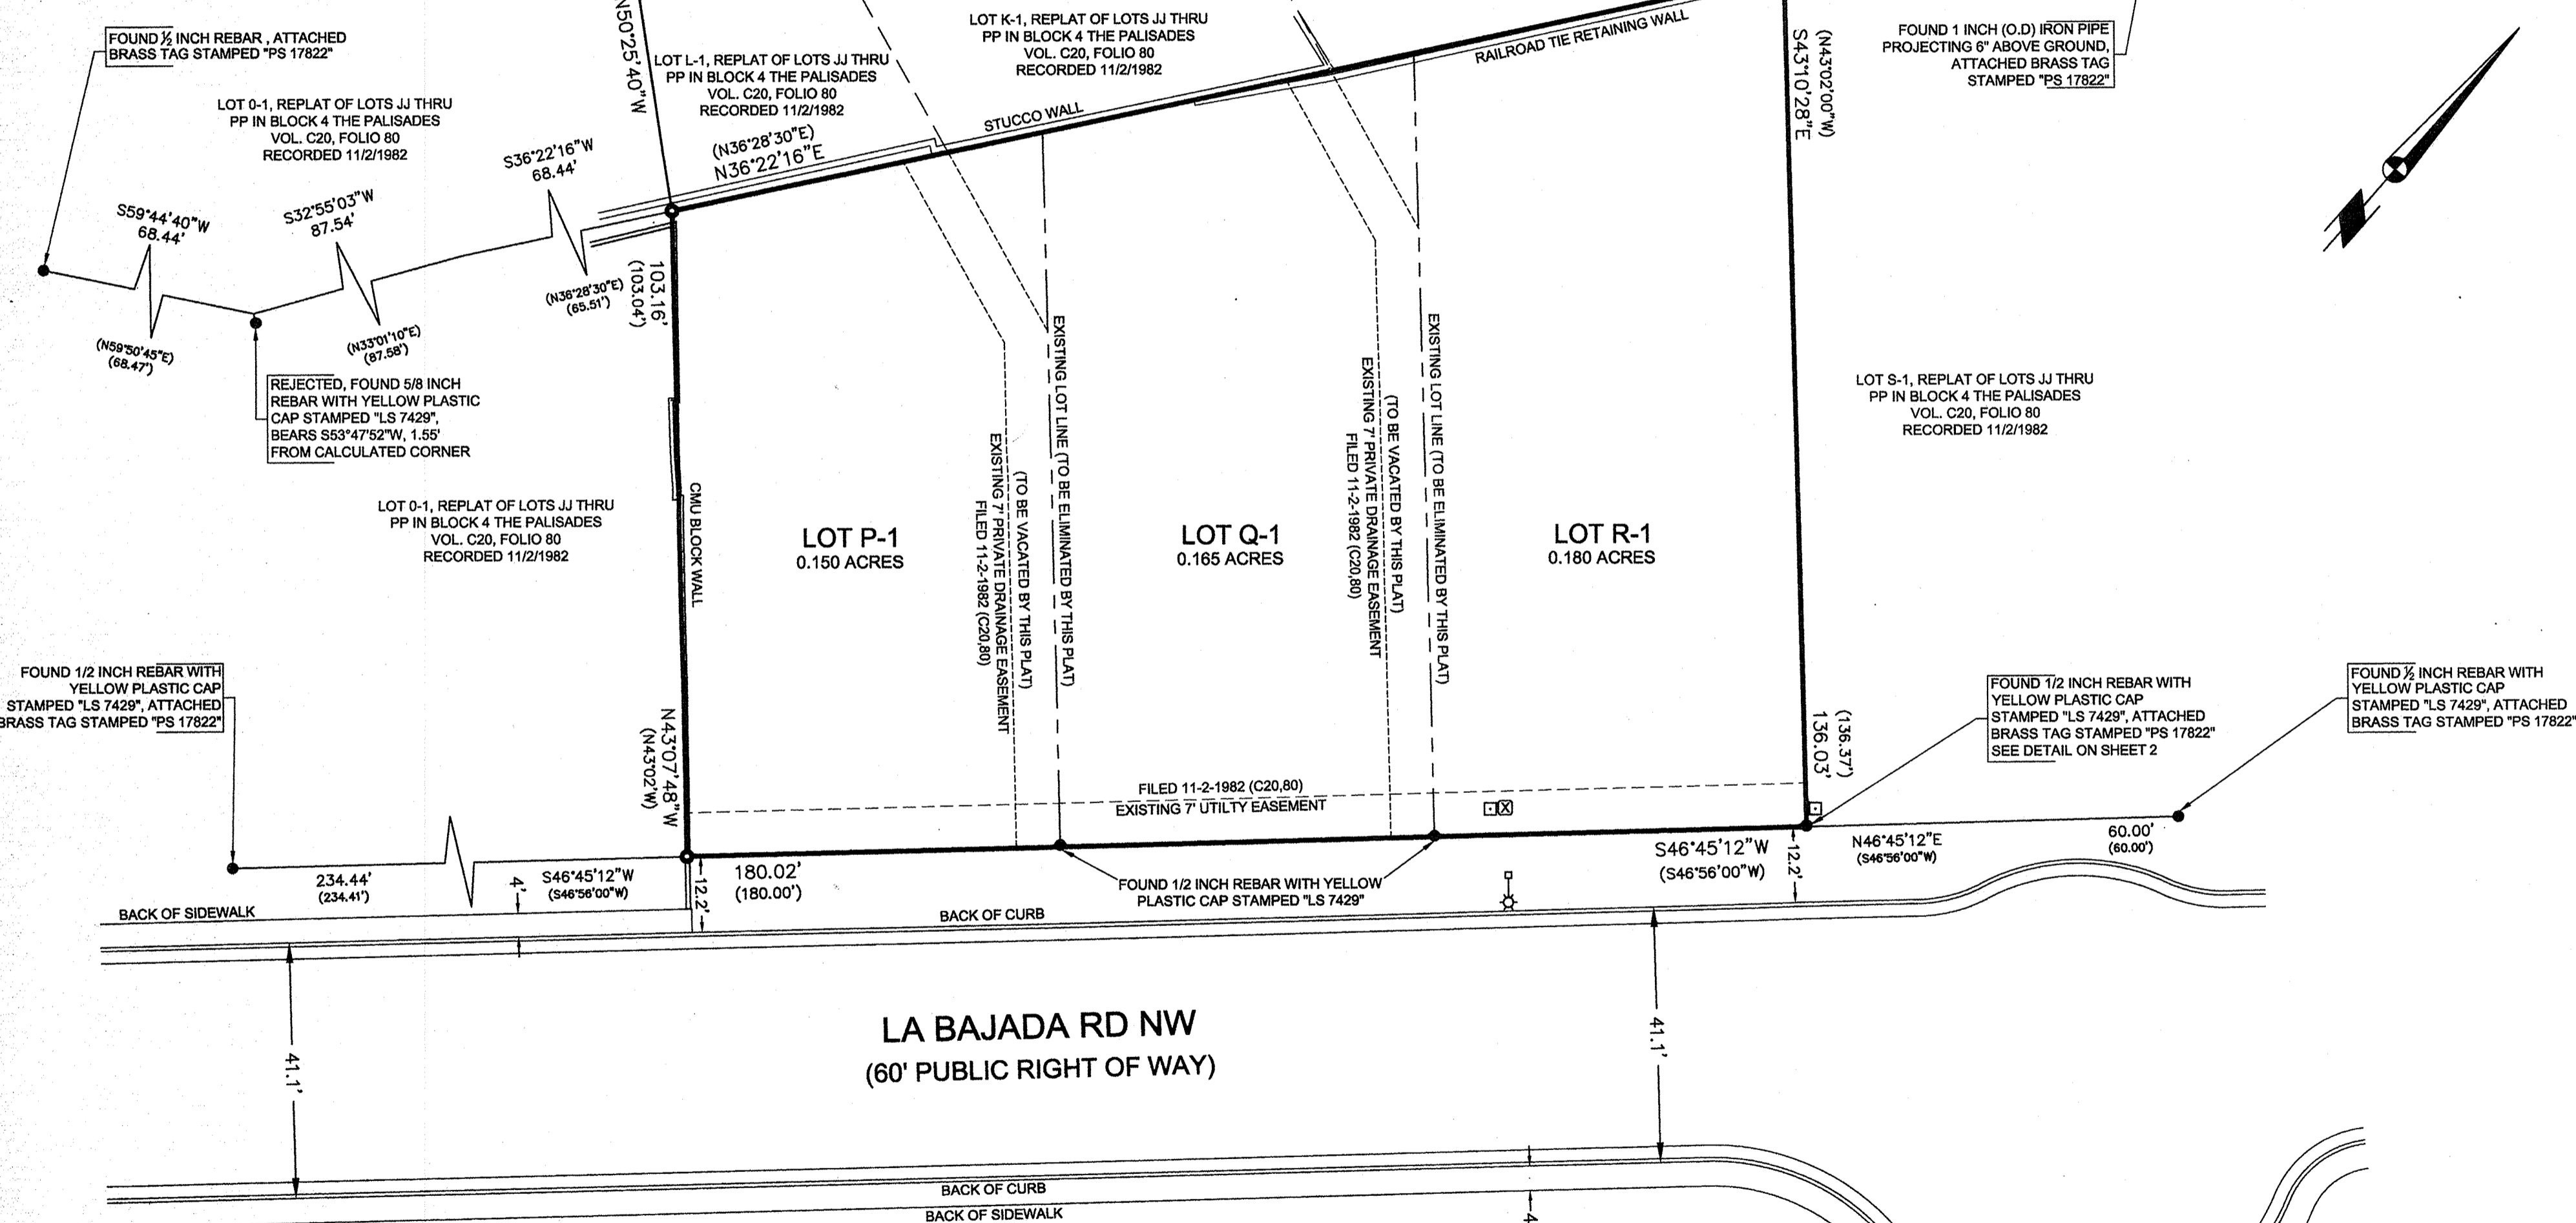 FOUND ½ INCH REBAR , ATTACHED
BRASS TAG STAMPED "PS 17822"
LOT 0-1, REPLAT OF LOTS JJ THRU
PP IN BLOCK 4 THE PALISADES
VOL. C20, FOLIO 80
RECORDED 11/2/1982
N50°25'40"W
LOT L-1, REPLAT OF LOTS JJ THRU
PP IN BLOCK 4 THE PALISADES
VOL. C20, FOLIO 80
RECORDED 11/2/1982
LOT K-1, REPLAT OF LOTS JJ THRU
PP IN BLOCK 4 THE PALISADES
VOL. C20, FOLIO 80
RECORDED 11/2/1982
STUCCO WALL
RAILROAD TIE RETAINING WALL
(N43°02'00"W)
S43°10'28"E
FOUND 1 INCH (O.D) IRON PIPE
PROJECTING 6" ABOVE GROUND,
ATTACHED BRASS TAG
STAMPED "PS 17822"
S59°44'40"W
68.44'
(N59°50'45"E)
(68.47')
S32°55'03"W
87.54'
(N33°01'10"E)
(87.58')
S36°22'16"W
68.44'
(N36°28'30"E)
(65.51')
(N36°28'30"E)
N36°22'16"E
103.16'
(103.04')
REJECTED, FOUND 5/8 INCH
REBAR WITH YELLOW PLASTIC
CAP STAMPED "LS 7429",
BEARS S53°47'52"W, 1.55'
FROM CALCULATED CORNER
LOT 0-1, REPLAT OF LOTS JJ THRU
PP IN BLOCK 4 THE PALISADES
VOL. C20, FOLIO 80
RECORDED 11/2/1982
CMU BLOCK WALL
LOT P-1
0.150 ACRES
EXISTING LOT LINE (TO BE ELIMINATED BY THIS PLAT)
(TO BE VACATED BY THIS PLAT)
EXISTING 7' PRIVATE DRAINAGE EASEMENT
FILED 11-2-1982 (C20,80)
LOT Q-1
0.165 ACRES
EXISTING LOT LINE (TO BE ELIMINATED BY THIS PLAT)
(TO BE VACATED BY THIS PLAT)
EXISTING 7' PRIVATE DRAINAGE EASEMENT
FILED 11-2-1982 (C20,80)
LOT R-1
0.180 ACRES
LOT S-1, REPLAT OF LOTS JJ THRU
PP IN BLOCK 4 THE PALISADES
VOL. C20, FOLIO 80
RECORDED 11/2/1982
FOUND 1/2 INCH REBAR WITH
YELLOW PLASTIC CAP
STAMPED "LS 7429", ATTACHED
BRASS TAG STAMPED "PS 17822"
N43°07'48"W
(N43°02'W)
FILED 11-2-1982 (C20,80)
EXISTING 7' UTILTY EASEMENT
(136.37')
136.03'
FOUND 1/2 INCH REBAR WITH
YELLOW PLASTIC CAP
STAMPED "LS 7429", ATTACHED
BRASS TAG STAMPED "PS 17822"
SEE DETAIL ON SHEET 2
FOUND ½ INCH REBAR WITH
YELLOW PLASTIC CAP
STAMPED "LS 7429", ATTACHED
BRASS TAG STAMPED "PS 17822"
234.44'
(234.41')
4'
S46°45'12"W
(S46°56'00"W)
12.2'
180.02'
(180.00')
FOUND 1/2 INCH REBAR WITH YELLOW
PLASTIC CAP STAMPED "LS 7429"
S46°45'12"W
(S46°56'00"W)
12.2'
N46°45'12"E
(S46°56'00"W)
60.00'
(60.00')
BACK OF SIDEWALK
BACK OF CURB
41.1'
LA BAJADA RD NW
(60' PUBLIC RIGHT OF WAY)
41.1'
BACK OF CURB
BACK OF SIDEWALK
4